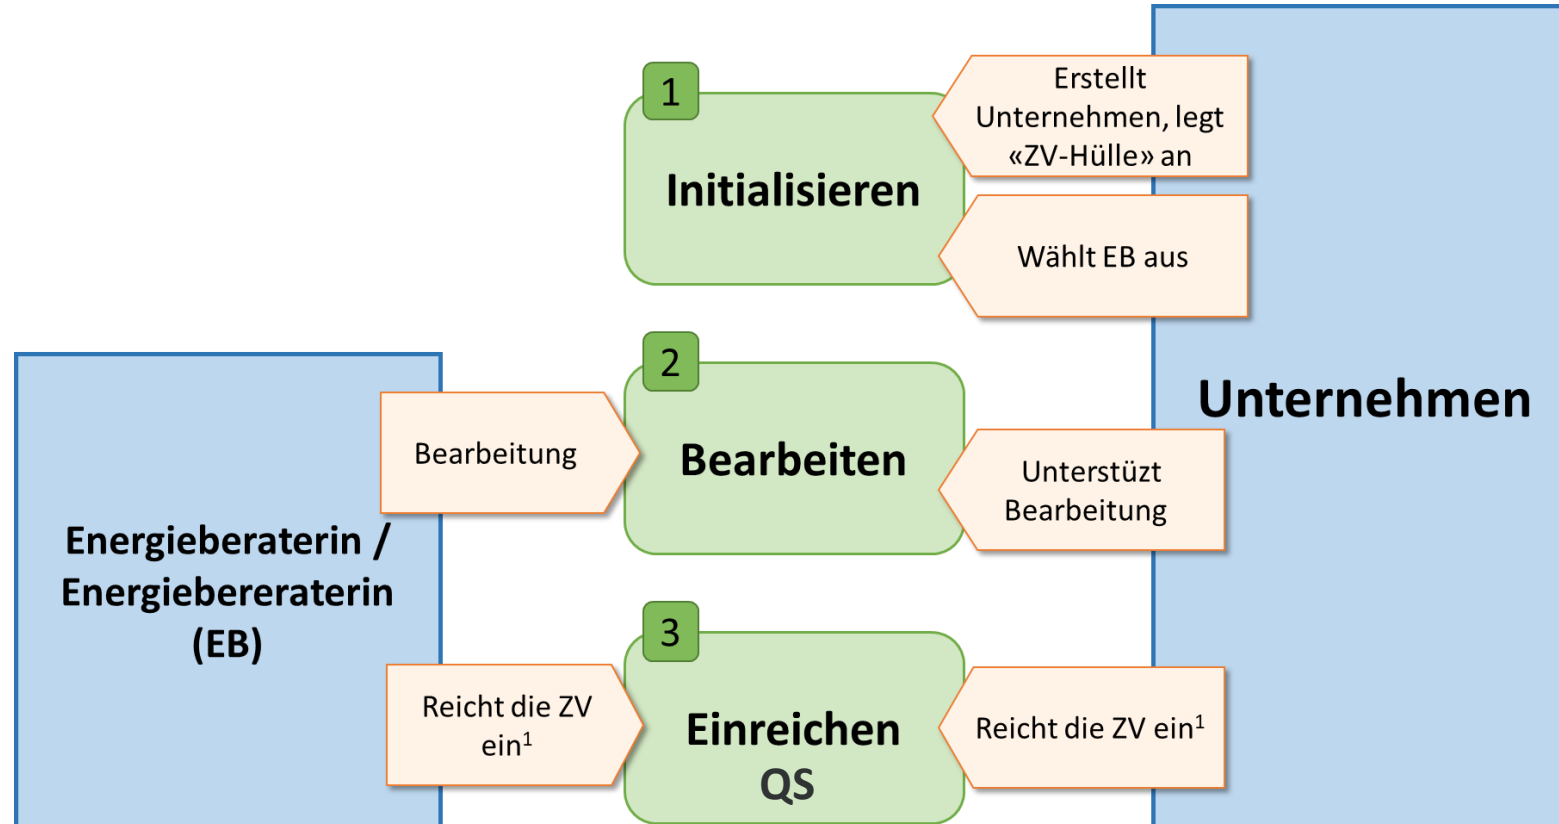 1
Initialisieren
Erstellt
Unternehmen, legt
«ZV-Hülle» an
Wählt EB aus
Unternehmen
2
Bearbeiten
Bearbeitung
Unterstüzt
Bearbeitung
Energieberaterin /
Energiebereraterin
(EB)
3
Einreichen
QS
Reicht die ZV
ein¹
Reicht die ZV ein¹